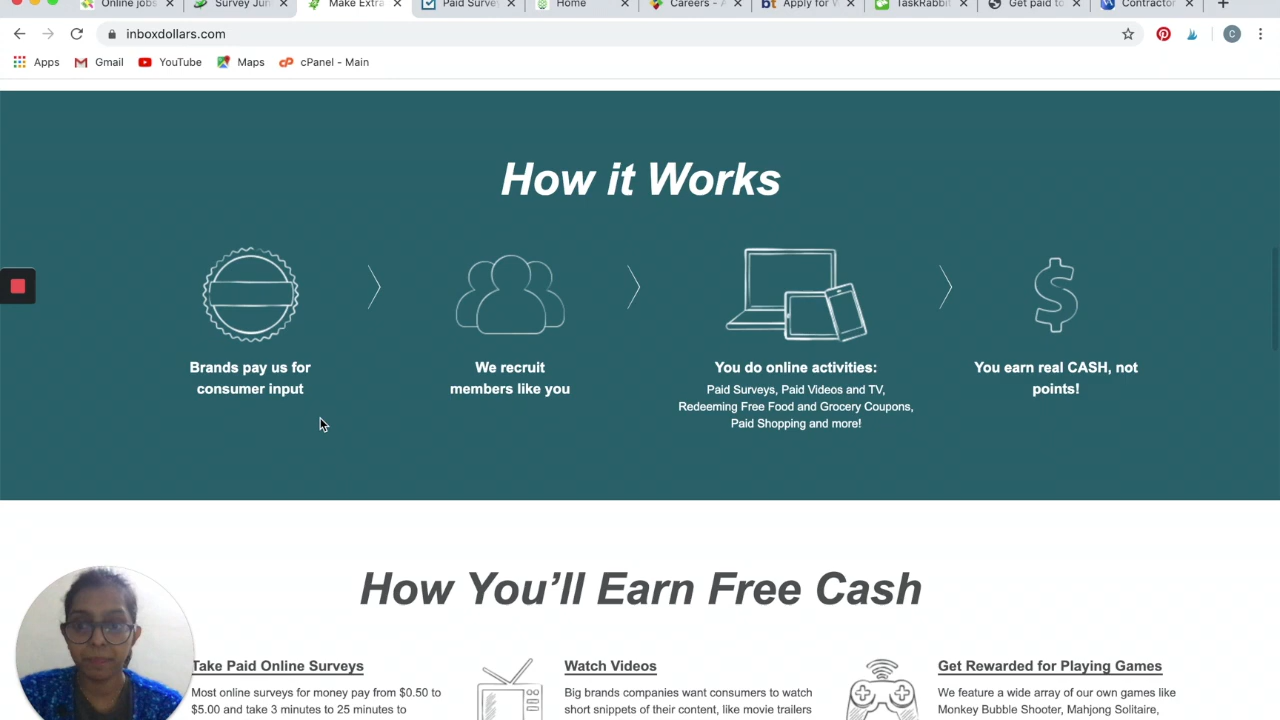 Online jobs
Survey Jun
Make Extra
Paid Survey
Home
Careers - A
Apply for W
TaskRabbit
Get paid to
Contractor
inboxdollars.com
C
Apps
Gmail
YouTube
Maps
cPanel - Main
How it Works
Brands pay us for
consumer input
We recruit
members like you
You do online activities:
Paid Surveys, Paid Videos and TV,
Redeeming Free Food and Grocery Coupons,
Paid Shopping and more!
You earn real CASH, not
points!
How You’ll Earn Free Cash
Take Paid Online Surveys
Most online surveys for money pay from $0.50 to
$5.00 and take 3 minutes to 25 minutes to
Watch Videos
Big brands companies want consumers to watch
short snippets of their content, like movie trailers
Get Rewarded for Playing Games
We feature a wide array of our own games like
Monkey Bubble Shooter, Mahjong Solitaire,